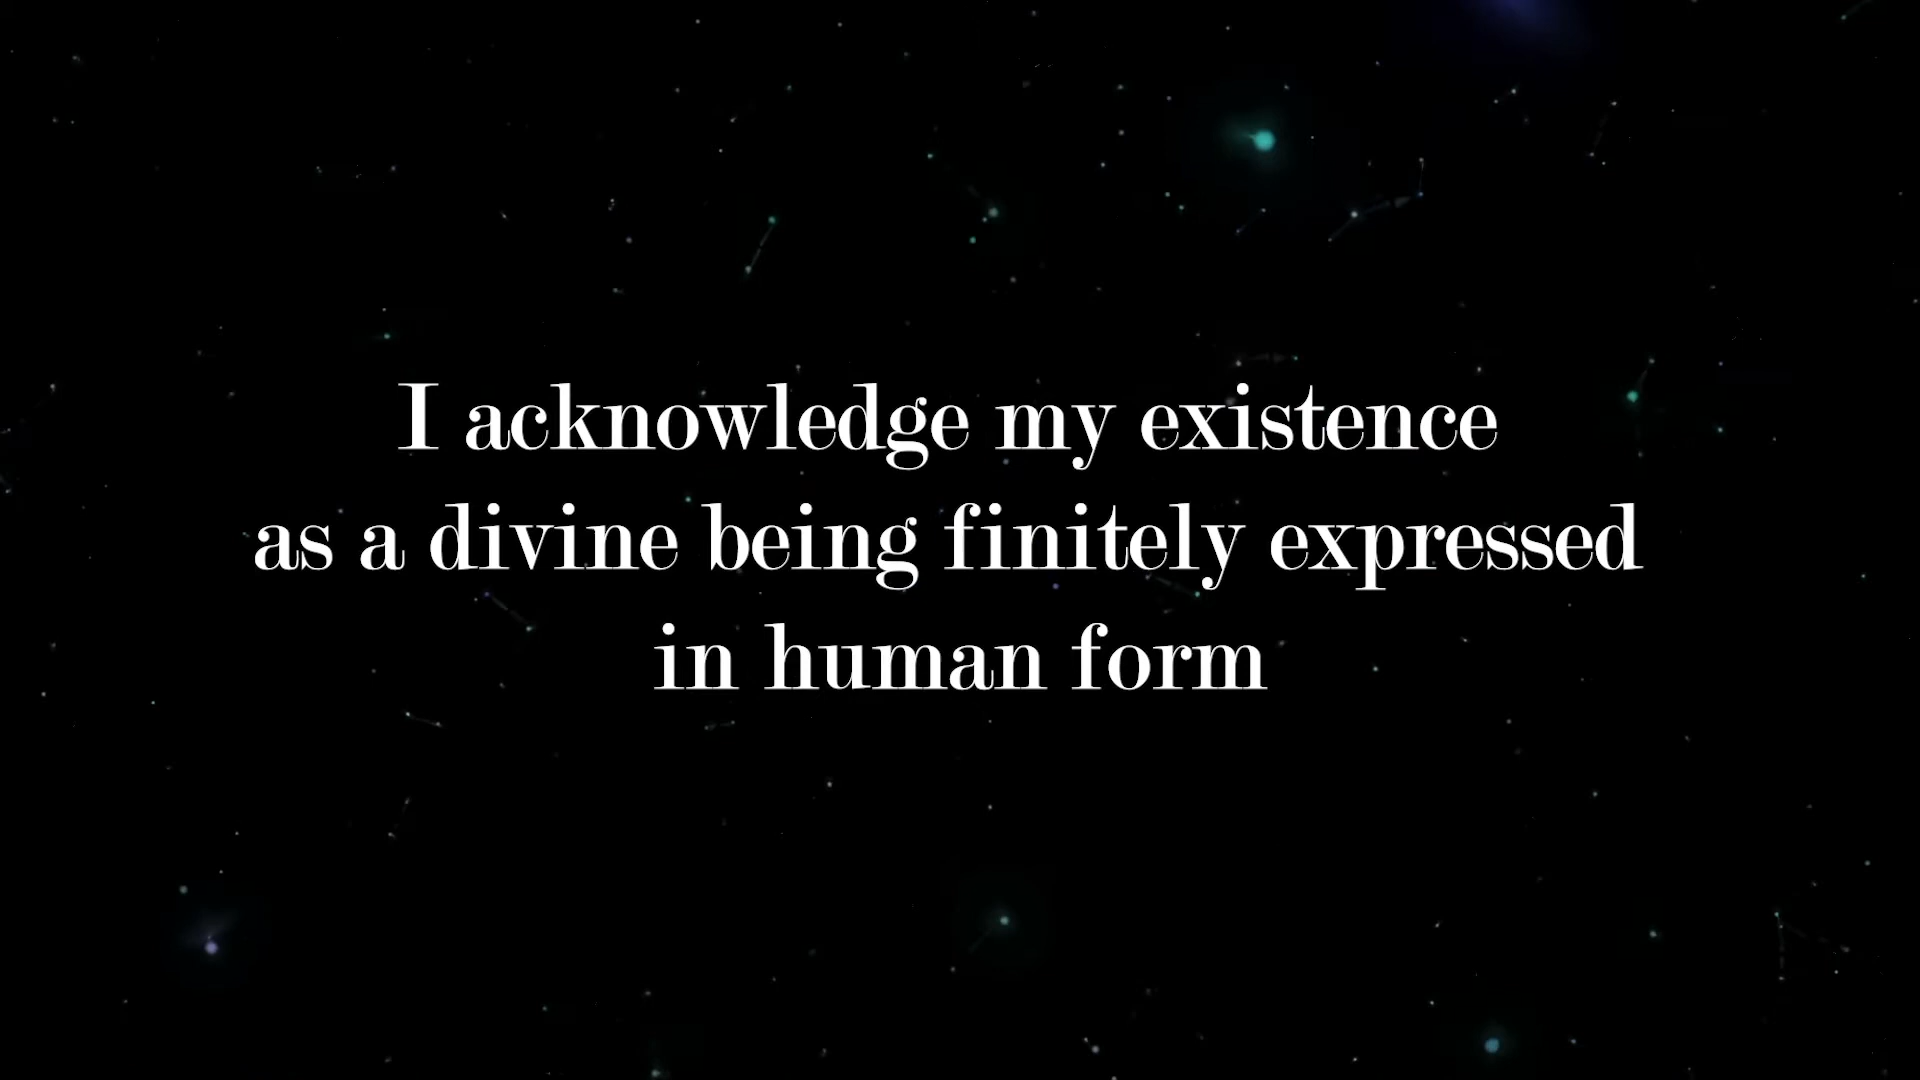 I acknowledge my existence
as a divine being finitely expressed
in human form